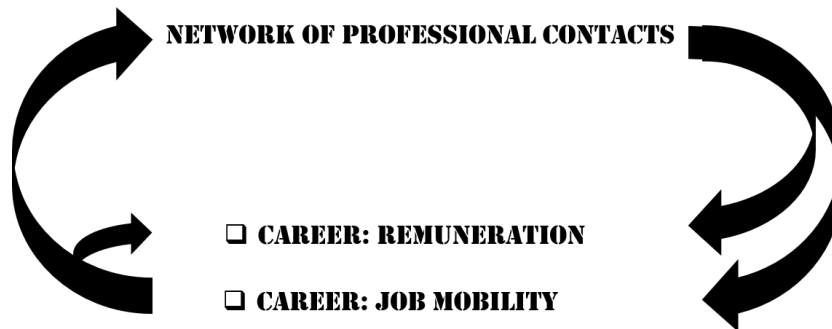 NETWORK OF PROFESSIONAL CONTACTS
❑ CAREER: REMUNERATION
❑ CAREER: JOB MOBILITY